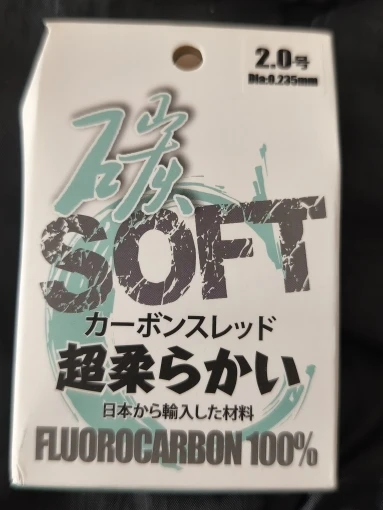 2.0号
Dia:0.235mm
碳
SOFT
カーボンスレッド
超柔らかい
日本から輸入した材料
FLUOROCARBON 100%